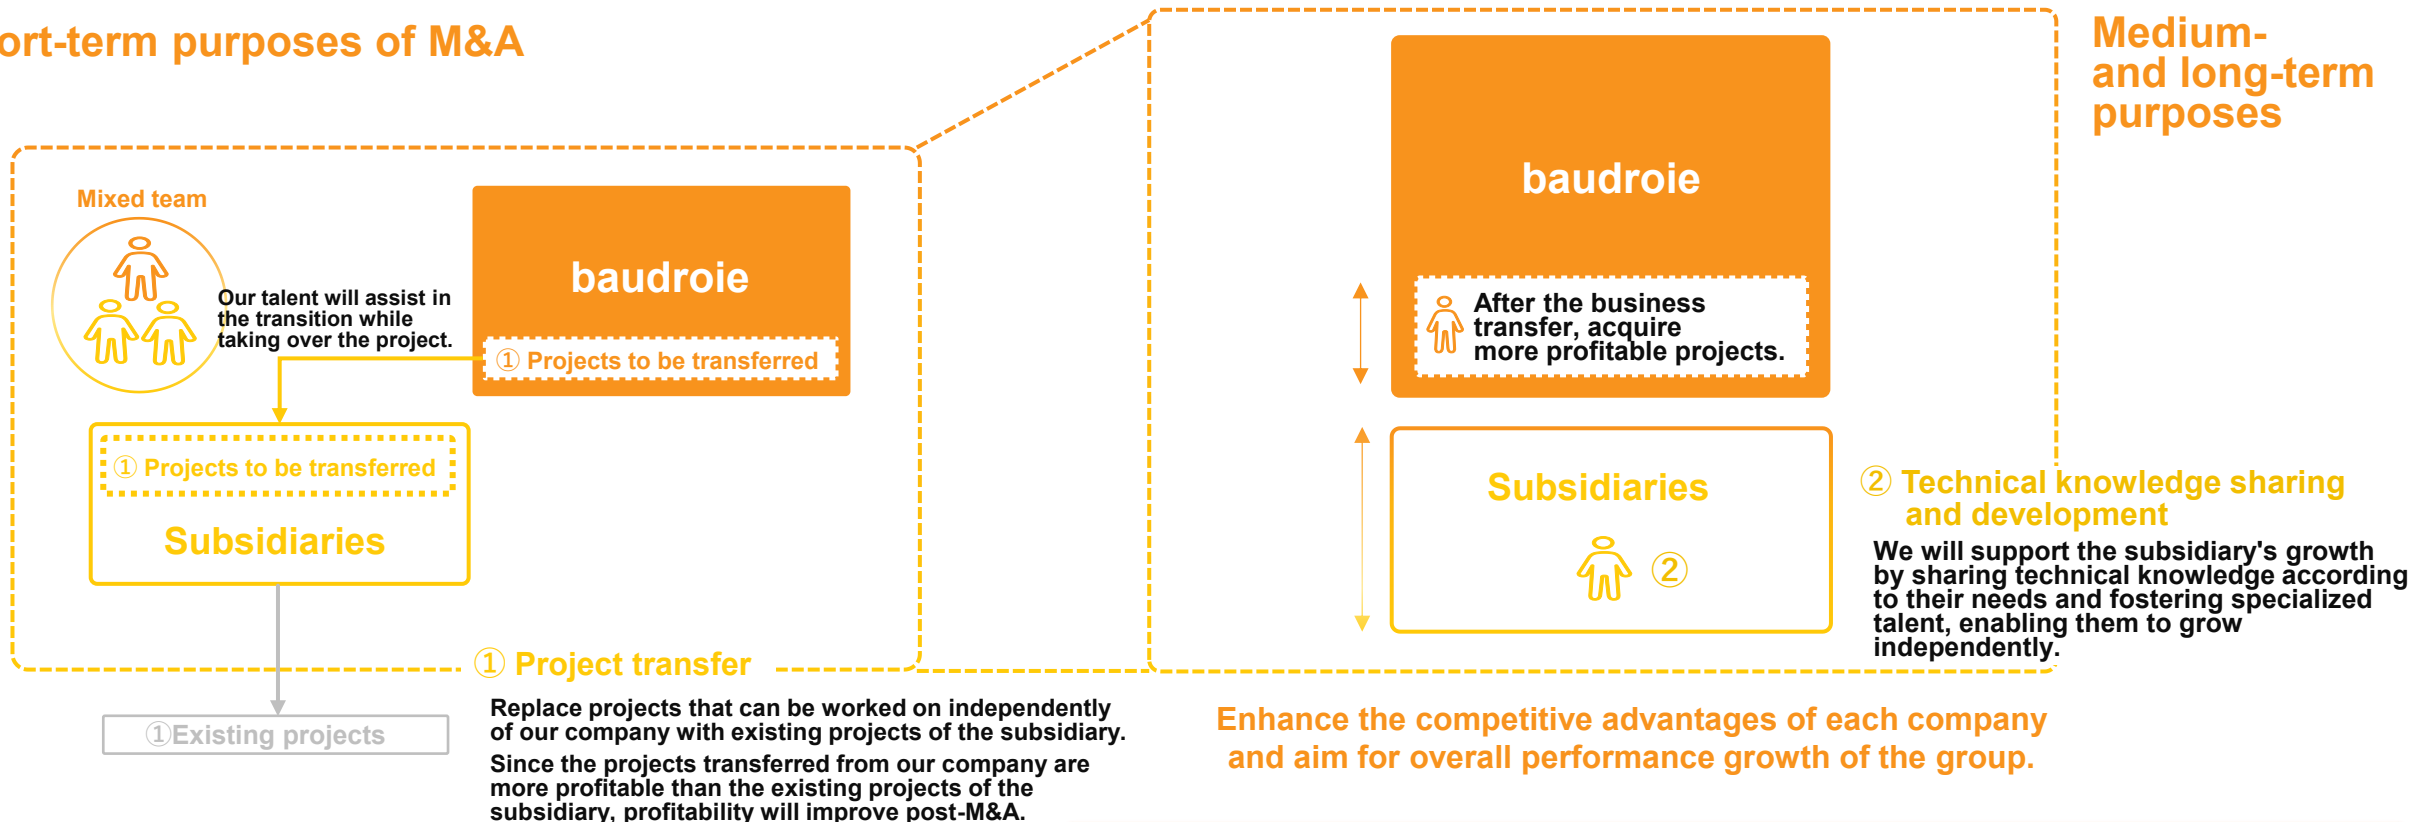 ort-term purposes of M&A
Mixed team
Our talent will assist in
the transition while
taking over the project.
baudroie
① Projects to be transferred
① Projects to be transferred
Subsidiaries
①Existing projects
① Project transfer
Replace projects that can be worked on independently
of our company with existing projects of the subsidiary.
Since the projects transferred from our company are
more profitable than the existing projects of the
subsidiary, profitability will improve post-M&A.
Medium-
and long-term
purposes
baudroie
After the business
transfer, acquire
more profitable projects.
Subsidiaries
②
② Technical knowledge sharing
and development
We will support the subsidiary's growth
by sharing technical knowledge according
to their needs and fostering specialized
talent, enabling them to grow
independently.
Enhance the competitive advantages of each company
and aim for overall performance growth of the group.